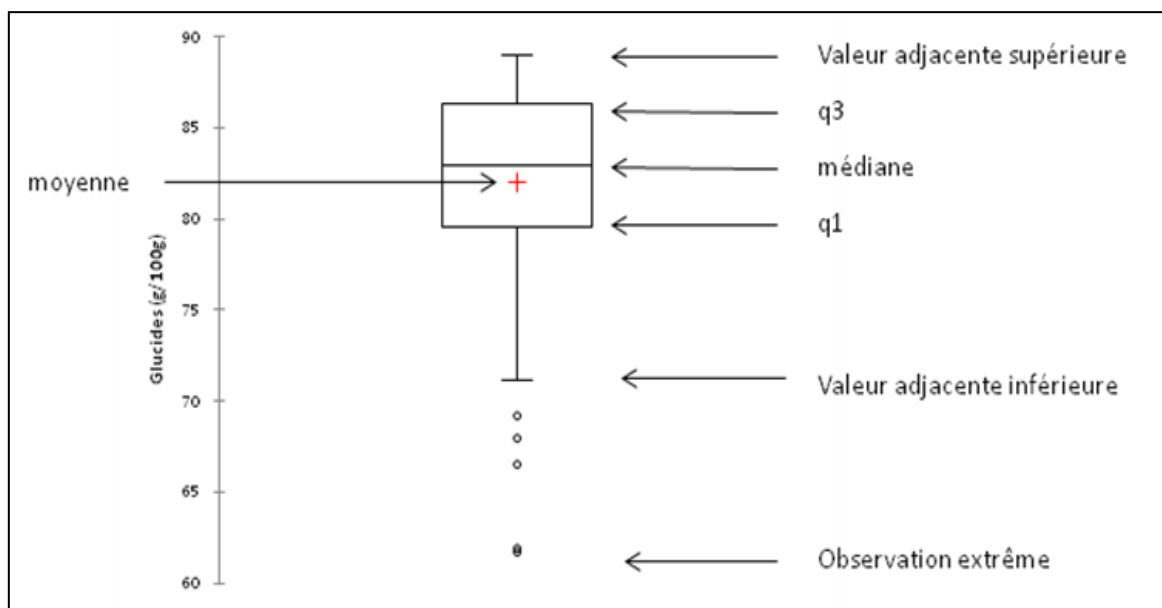 90
Valeur adjacente supérieure
q3
85
médiane
moyenne
80
q1
Glucides (g/100g)
75
Valeur adjacente inférieure
70
65
Observation extrême
60